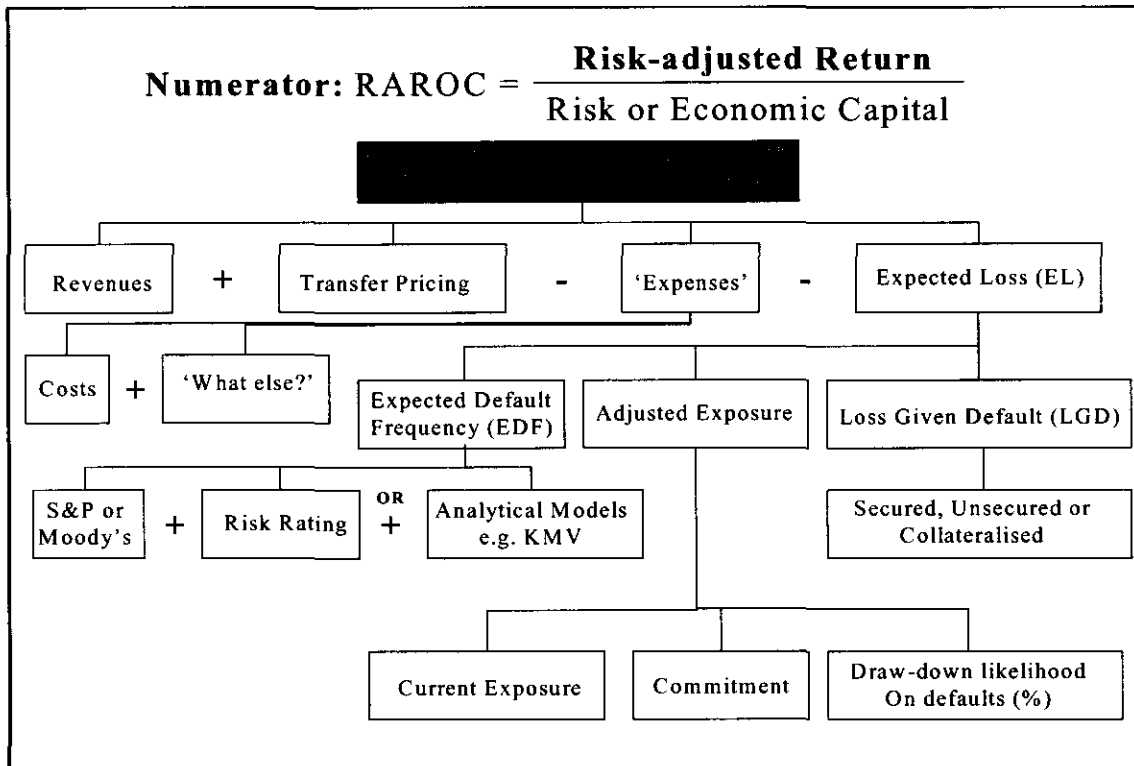 Numerator: RAROC = Risk-adjusted Return
Risk or Economic Capital
Revenues + Transfer Pricing - 'Expenses' - Expected Loss (EL)
Costs + 'What else?'
Expected Default
Frequency (EDF)
Adjusted Exposure
Loss Given Default (LGD)
S&P or
Moody's
+
Risk Rating
OR
+
Analytical Models
e.g. KMV
Secured, Unsecured or
Collateralised
Current Exposure
Commitment
Draw-down likelihood
On defaults (%)